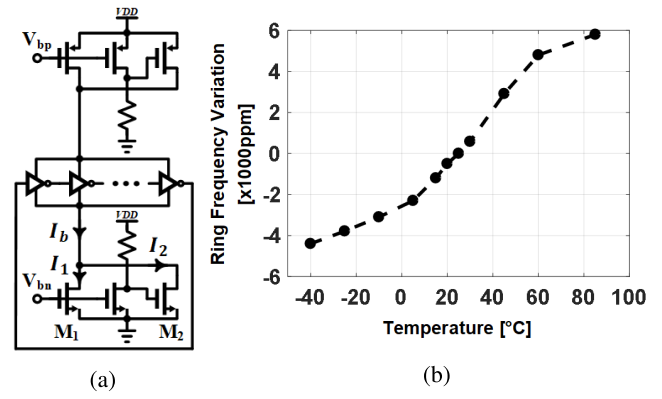 VDD
Vbp
Ib
VDD
I1
I2
Vbn
M1
M2
(a)
Ring Frequency Variation
[x1000ppm]
6
4
2
0
-2
-4
-6
-40 -20 0 20 40 60 80 100
Temperature [°C]
(b)